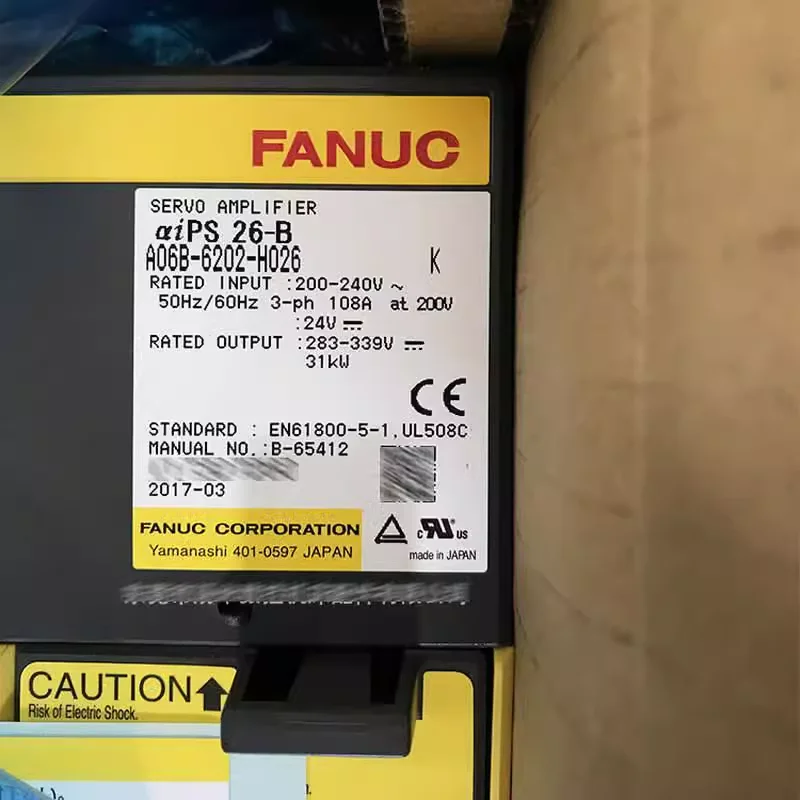 FANUC
SERVO AMPLIFIER
αiPS 26-B
A06B-6202-H026 K
RATED INPUT :200-240V ~
50Hz/60Hz 3-ph 108A at 200V
:24V ⎓
RATED OUTPUT :283-339V ⎓
31kW
CE
STANDARD : EN61800-5-1,UL508C
MANUAL NO.:B-65412
2017-03
FANUC CORPORATION
Yamanashi 401-0597 JAPAN
c RU US
made in JAPAN
CAUTION
Risk of Electric Shock.